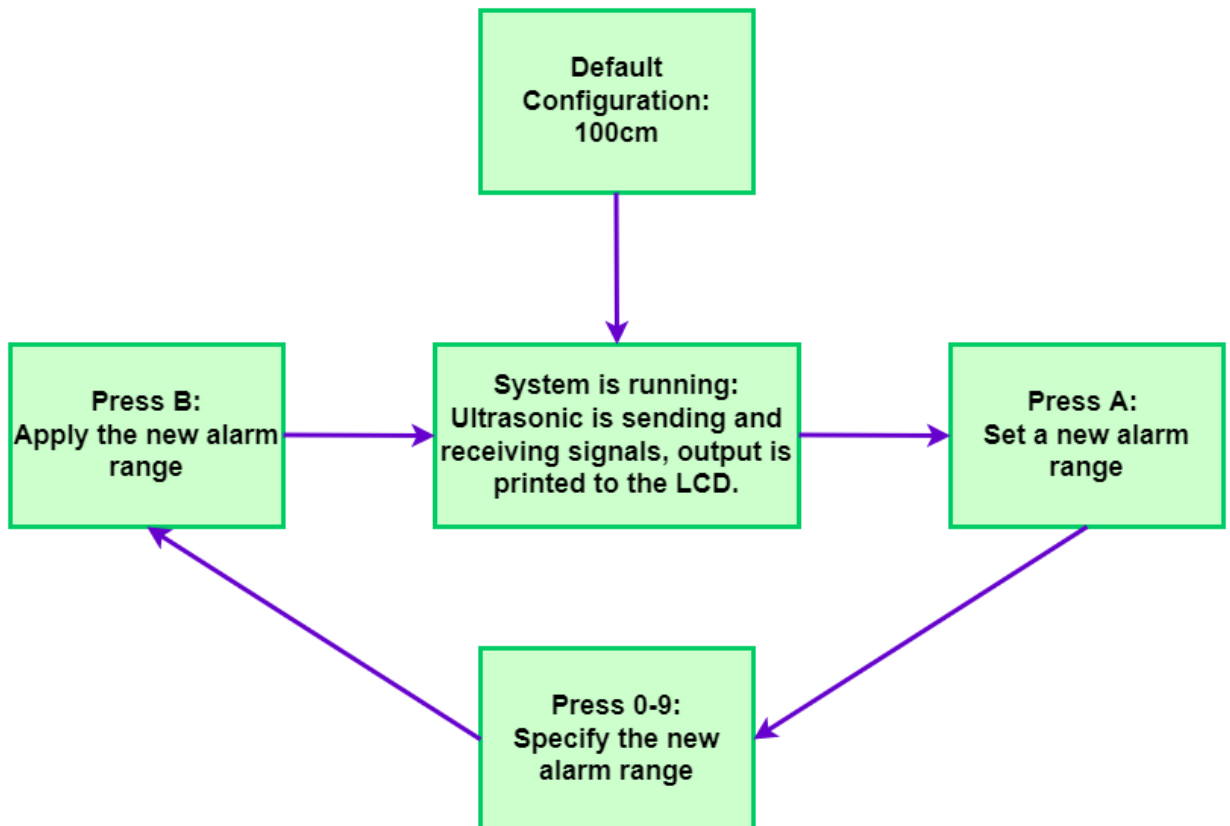 Default
Configuration:
100cm
Press B:
Apply the new alarm
range
System is running:
Ultrasonic is sending and
receiving signals, output is
printed to the LCD.
Press A:
Set a new alarm
range
Press 0-9:
Specify the new
alarm range